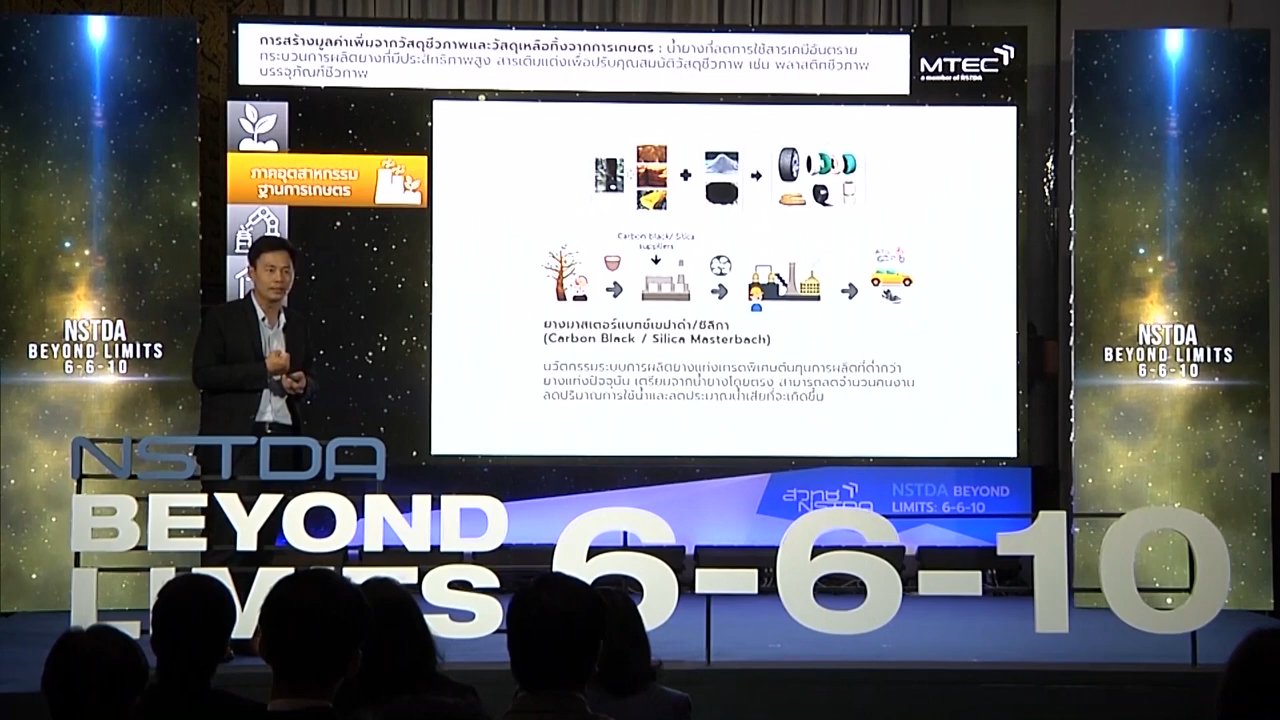 การสร้างมูลค่าเพิ่มจากวัสดุชีวภาพและวัสดุเหลือทิ้งจากการเกษตร : น้ำยางที่ลดการใช้สารเคมีอันตราย
กระบวนการผลิตยางที่มีประสิทธิภาพสูง สารเติมแต่งเพื่อปรับคุณสมบัติวัสดุชีวภาพ เช่น พลาสติกชีวภาพ
บรรจุภัณฑ์ชีวภาพ
MTEC
a member of NSTDA
ภาคอุตสาหกรรม
ฐานการเกษตร
Carbon black/ Silica
suppliers
ยางมาสเตอร์แบทช์เขม่าดำ/ซิลิกา
(Carbon Black / Silica Masterbach)
นวัตกรรมระบบการผลิตยางแท่งเกรดพิเศษต้นทุนการผลิตที่ต่ำกว่า
ยางแท่งปัจจุบัน เตรียมจากน้ำยางโดยตรง สามารถลดจำนวนคนงาน
ลดปริมาณการใช้น้ำและลดประมาณน้ำเสียที่จะเกิดขึ้น
NSTDA
BEYOND LIMITS
6-6-10
NSTDA
BEYOND LIMITS
6-6-10
สวทช
NSTDA
NSTDA BEYOND
LIMITS: 6-6-10
NSTDA
BEYOND
LIMITS
6-6-10